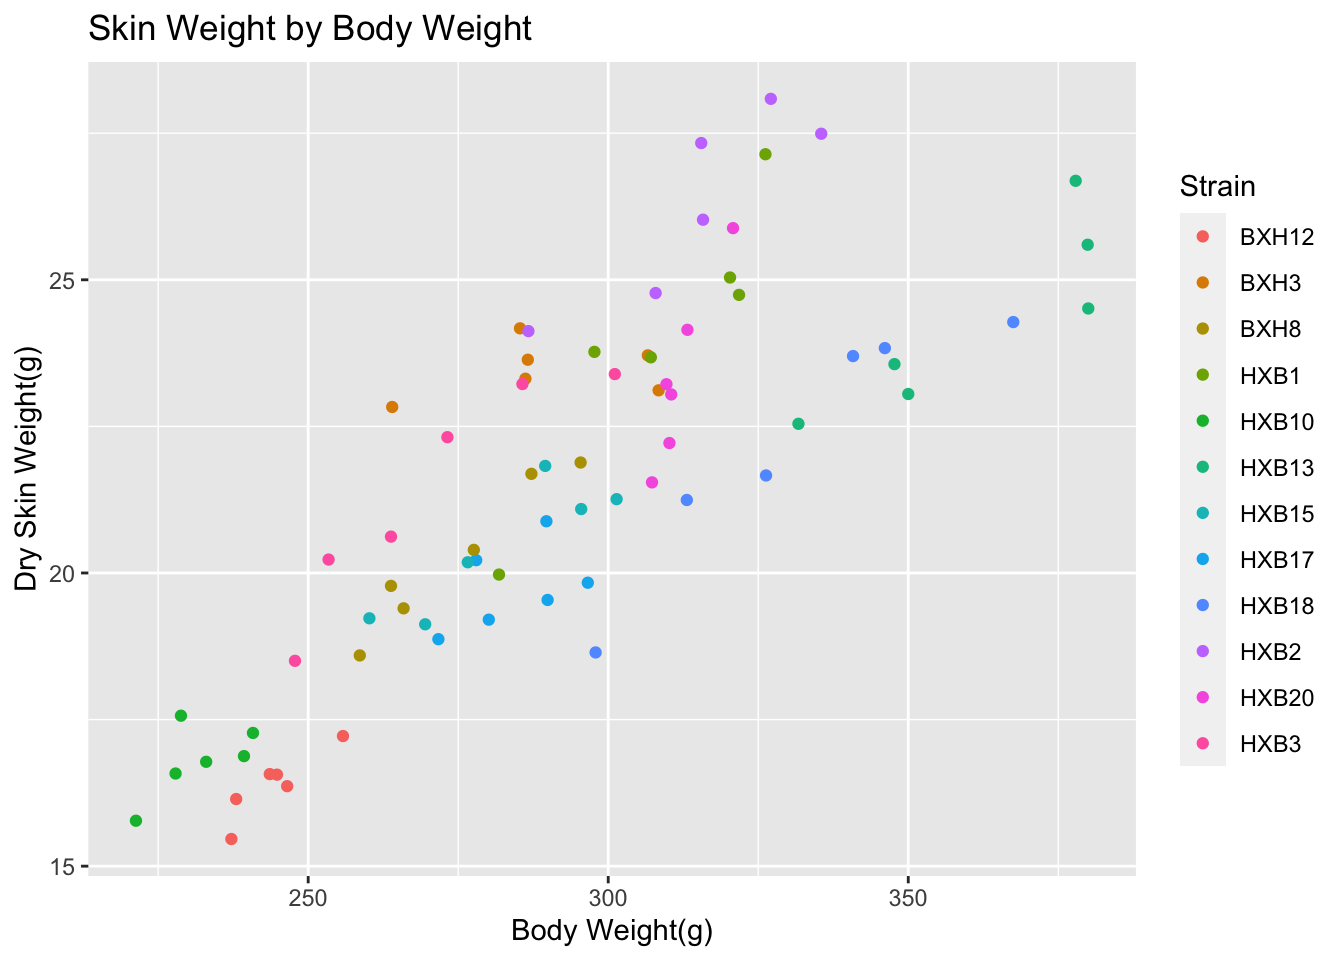 Skin Weight by Body Weight
Dry Skin Weight(g)
25
20
15
250
300
350
Body Weight(g)
Strain
BXH12
BXH3
BXH8
HXB1
HXB10
HXB13
HXB15
HXB17
HXB18
HXB2
HXB20
HXB3